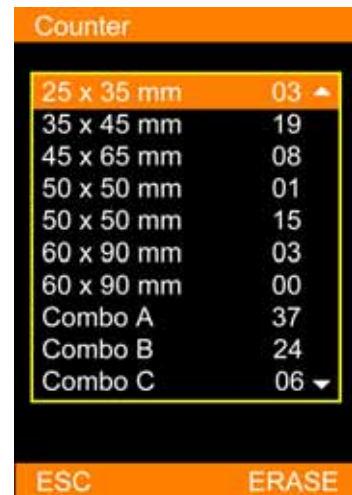 Counter
25 x 35 mm 03
35 x 45 mm 19
45 x 65 mm 08
50 x 50 mm 01
50 x 50 mm 15
60 x 90 mm 03
60 x 90 mm 00
Combo A 37
Combo B 24
Combo C 06
ESC ERASE